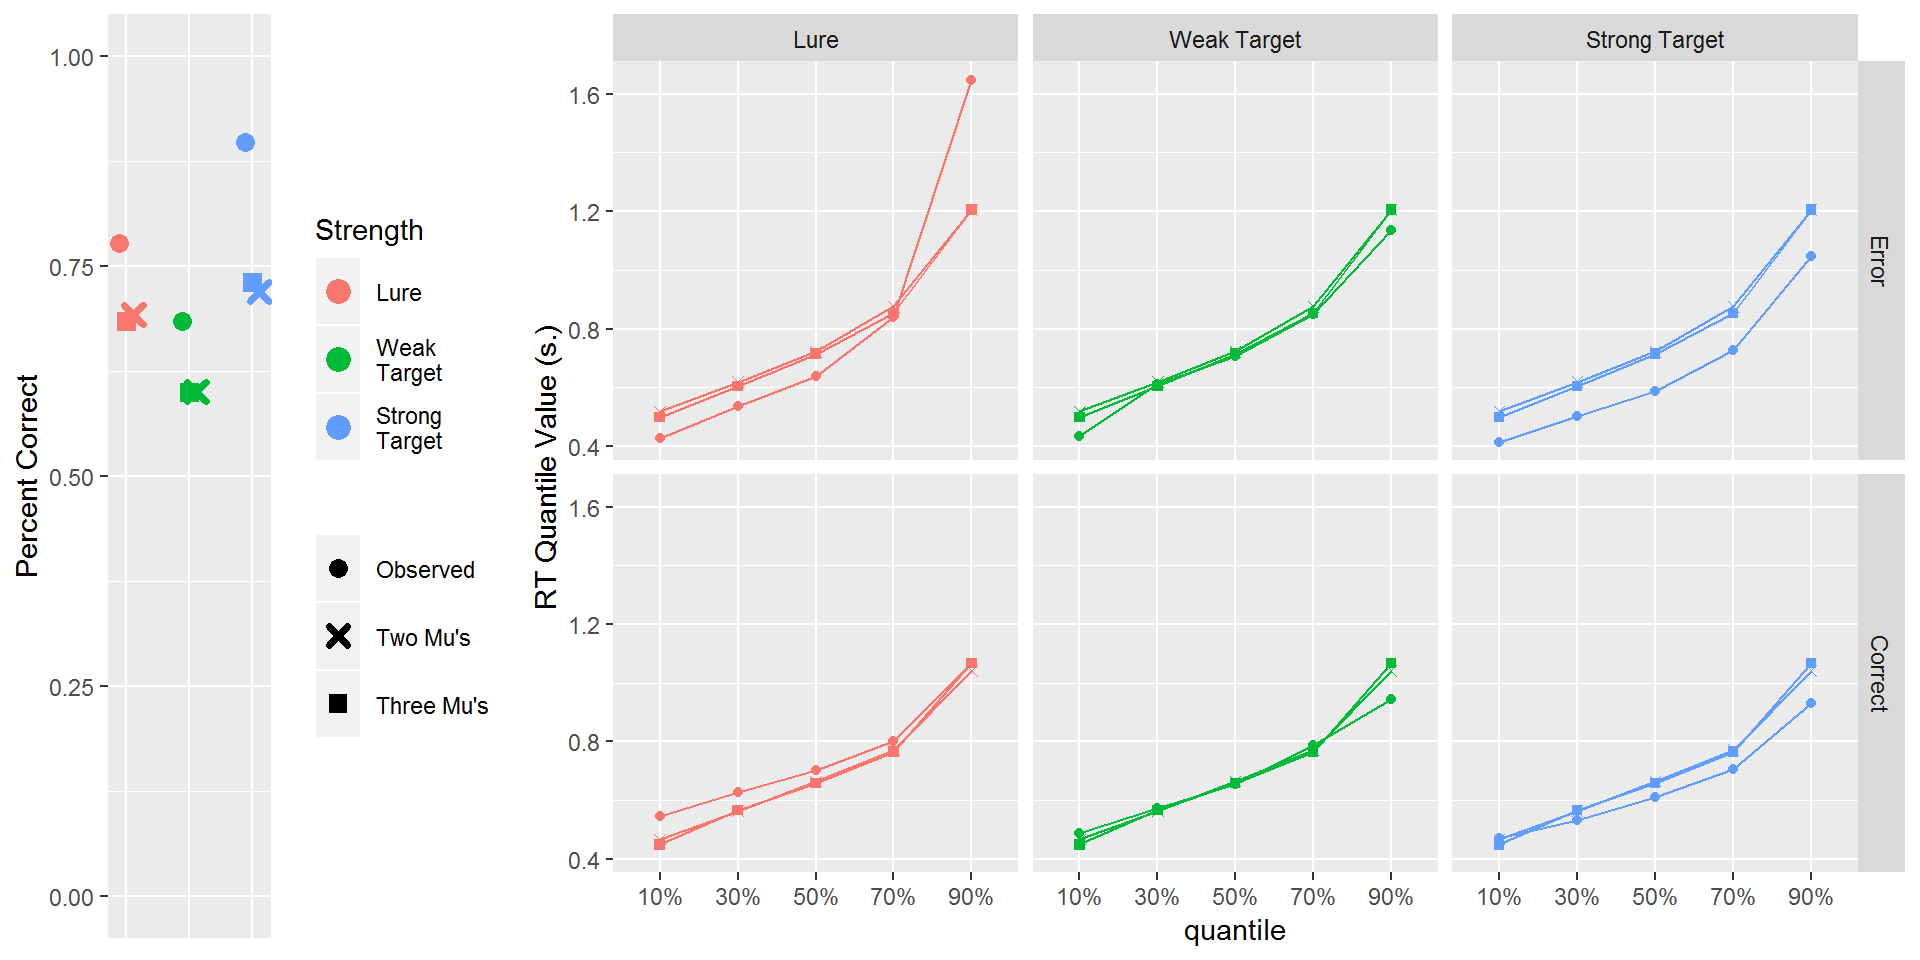 Percent Correct
1.00
0.75
0.50
0.25
0.00
Strength
Lure
Weak
Target
Strong
Target
Observed
Two Mu's
Three Mu's
RT Quantile Value (s.)
Lure
Weak Target
Strong Target
1.6
1.2
0.8
0.4
Error
1.6
1.2
0.8
0.4
Correct
10% 30% 50% 70% 90%
10% 30% 50% 70% 90%
10% 30% 50% 70% 90%
quantile